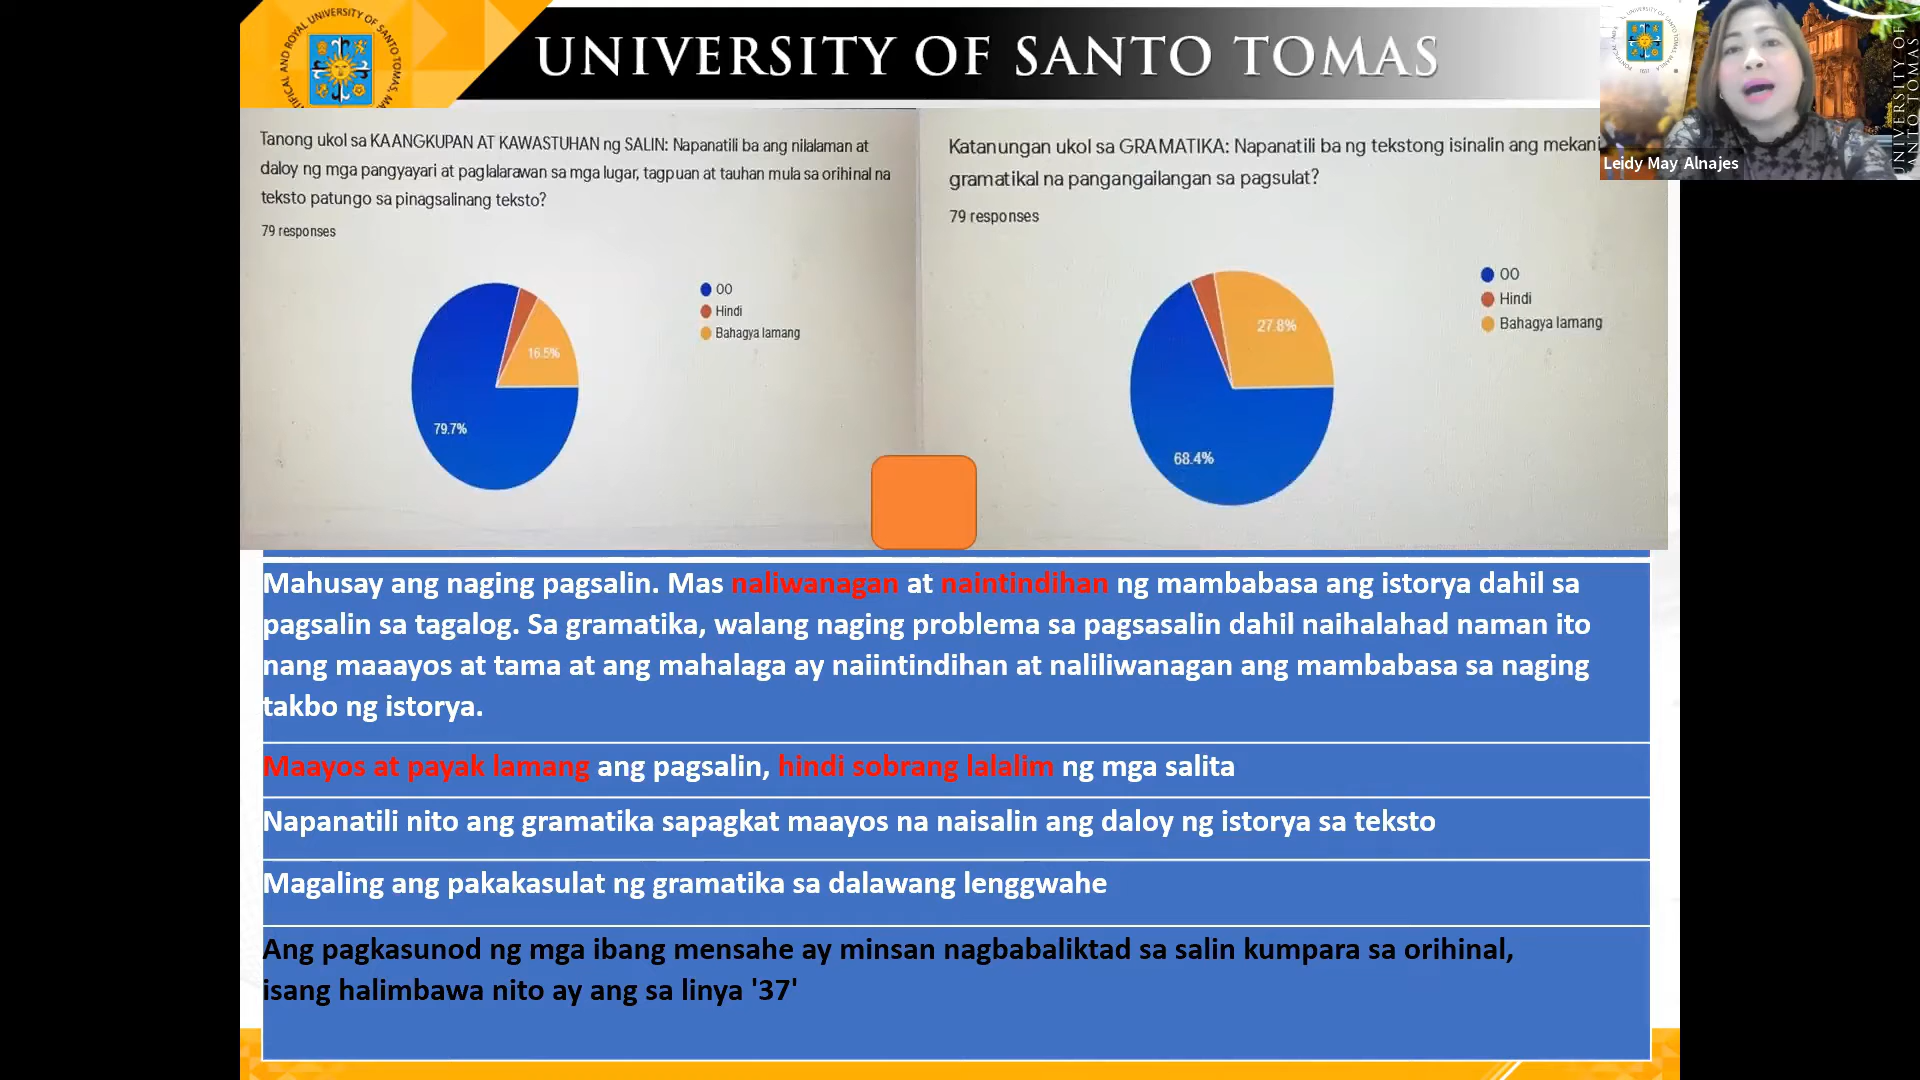 UNIVERSITY OF SANTO TOMAS
Tanong ukol sa KAANGKUPAN AT KAWASTUHAN ng SALIN: Napanatili ba ang nilalaman at
daloy ng mga pangyayari at paglalarawan sa mga lugar, tagpuan at tauhan mula sa orihinal na
teksto patungo sa pinagsalinang teksto?
79 responses
OO
Hindi
Bahagya lamang
16.5%
79.7%
Katanungan ukol sa GRAMATIKA: Napanatili ba ng tekstong isinalin ang mekani
gramatikal na pangangailangan sa pagsulat?
79 responses
OO
Hindi
Bahagya lamang
27.8%
68.4%
Leidy May Alnajes
UNIVERSITY OF
SANTO TOMAS
Mahusay ang naging pagsalin. Mas naliwanagan at naintindihan ng mambabasa ang istorya dahil sa
pagsalin sa tagalog. Sa gramatika, walang naging problema sa pagsasalin dahil naihalahad naman ito
nang maaayos at tama at ang mahalaga ay naiintindihan at naliliwanagan ang mambabasa sa naging
takbo ng istorya.
Maayos at payak lamang ang pagsalin, hindi sobrang lalalim ng mga salita
Napanatili nito ang gramatika sapagkat maayos na naisalin ang daloy ng istorya sa teksto
Magaling ang pakakasulat ng gramatika sa dalawang lenggwahe
Ang pagkasunod ng mga ibang mensahe ay minsan nagbabaliktad sa salin kumpara sa orihinal,
isang halimbawa nito ay ang sa linya '37'